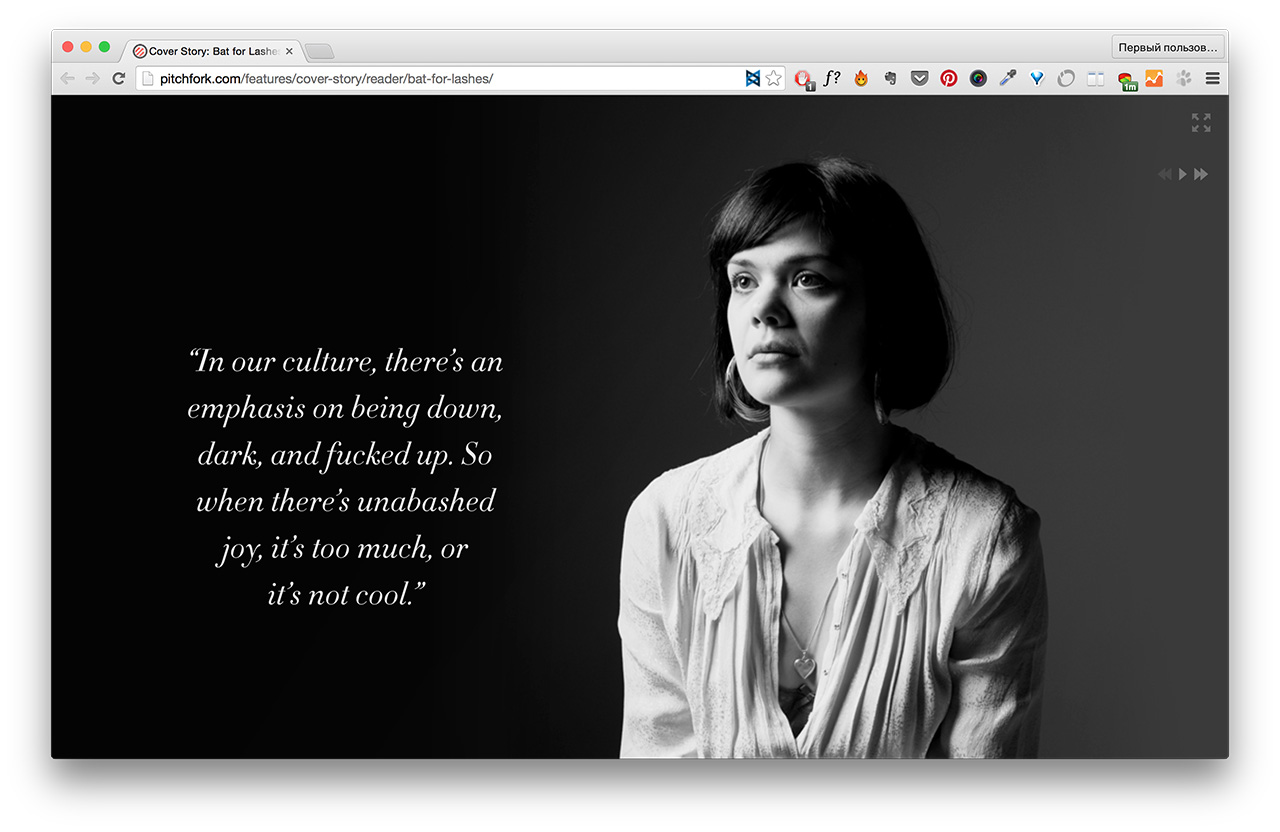 Cover Story: Bat for Lashe
Первый пользов…
pitchfork.com/features/cover-story/reader/bat-for-lashes/
1
f?
1m
“In our culture, there’s an
emphasis on being down,
dark, and fucked up. So
when there’s unabashed
joy, it’s too much, or
it’s not cool.”